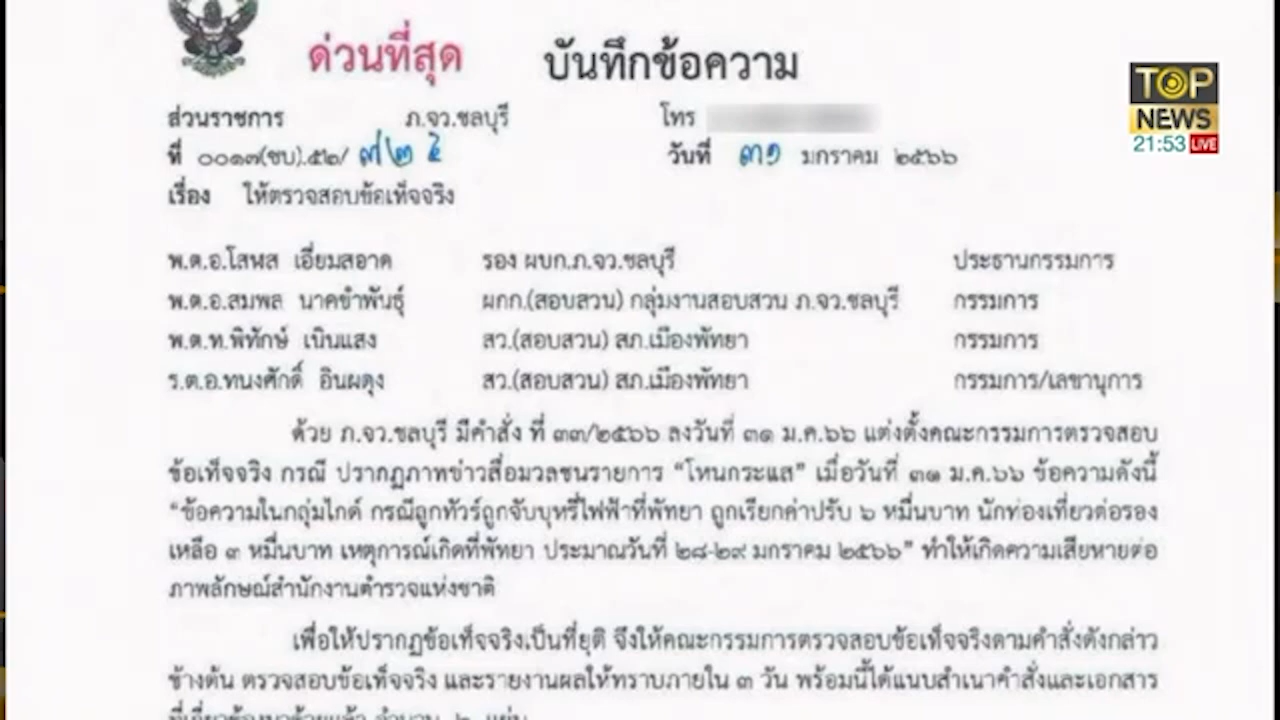 ด่วนที่สุด บันทึกข้อความ
TOP NEWS
21:53 LIVE
ส่วนราชการ ภ.จว.ชลบุรี โทร
ที่ ๐๐๑๓(ชบ).๕๒/ ๗๒๕ วันที่ ๓๑ มกราคม ๒๕๖๖
เรื่อง ให้ตรวจสอบข้อเท็จจริง
พ.ต.อ.โสฬส เอี่ยมสอาด รอง ผบก.ภ.จว.ชลบุรี ประธานกรรมการ
พ.ต.อ.สมพล นาคขำพันธุ์ ผกก.(สอบสวน) กลุ่มงานสอบสวน ภ.จว.ชลบุรี กรรมการ
พ.ต.ท.พิทักษ์ เนินแสง สว.(สอบสวน) สภ.เมืองพัทยา กรรมการ
ร.ต.อ.ทนงศักดิ์ อินผตุง สว.(สอบสวน) สภ.เมืองพัทยา กรรมการ/เลขานุการ
ด้วย ภ.จว.ชลบุรี มีคำสั่ง ที่ ๓๓/๒๕๖๖ ลงวันที่ ๓๑ ม.ค.๖๖ แต่งตั้งคณะกรรมการตรวจสอบ
ข้อเท็จจริง กรณี ปรากฏภาพข่าวสื่อมวลชนรายการ “โหนกระแส” เมื่อวันที่ ๓๑ ม.ค.๖๖ ข้อความดังนี้
“ข้อความในกลุ่มไกด์ กรณีลูกทัวร์ถูกจับบุหรี่ไฟฟ้าที่พัทยา ถูกเรียกค่าปรับ ๖ หมื่นบาท นักท่องเที่ยวต่อรอง
เหลือ ๓ หมื่นบาท เหตุการณ์เกิดที่พัทยา ประมาณวันที่ ๒๘-๒๙ มกราคม ๒๕๖๖” ทำให้เกิดความเสียหายต่อ
ภาพลักษณ์สำนักงานตำรวจแห่งชาติ
เพื่อให้ปรากฏข้อเท็จจริงเป็นที่ยุติ จึงให้คณะกรรมการตรวจสอบข้อเท็จจริงตามคำสั่งดังกล่าว
ข้างต้น ตรวจสอบข้อเท็จจริง และรายงานผลให้ทราบภายใน ๓ วัน พร้อมนี้ได้แนบสำเนาคำสั่งและเอกสาร
ที่เกี่ยวข้องมาด้วยแล้ว จำนวน ๒ แผ่น